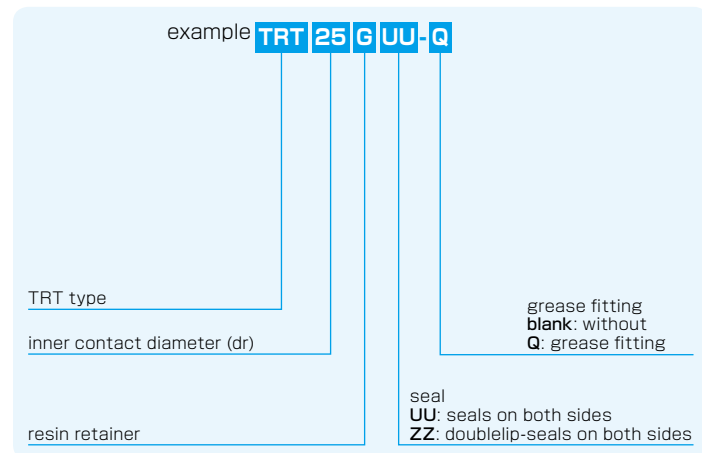 example TRT 25 G UU-Q
TRT type
inner contact diameter (dr)
resin retainer
grease fitting
blank: without
Q: grease fitting
seal
UU: seals on both sides
ZZ: doublelip-seals on both sides